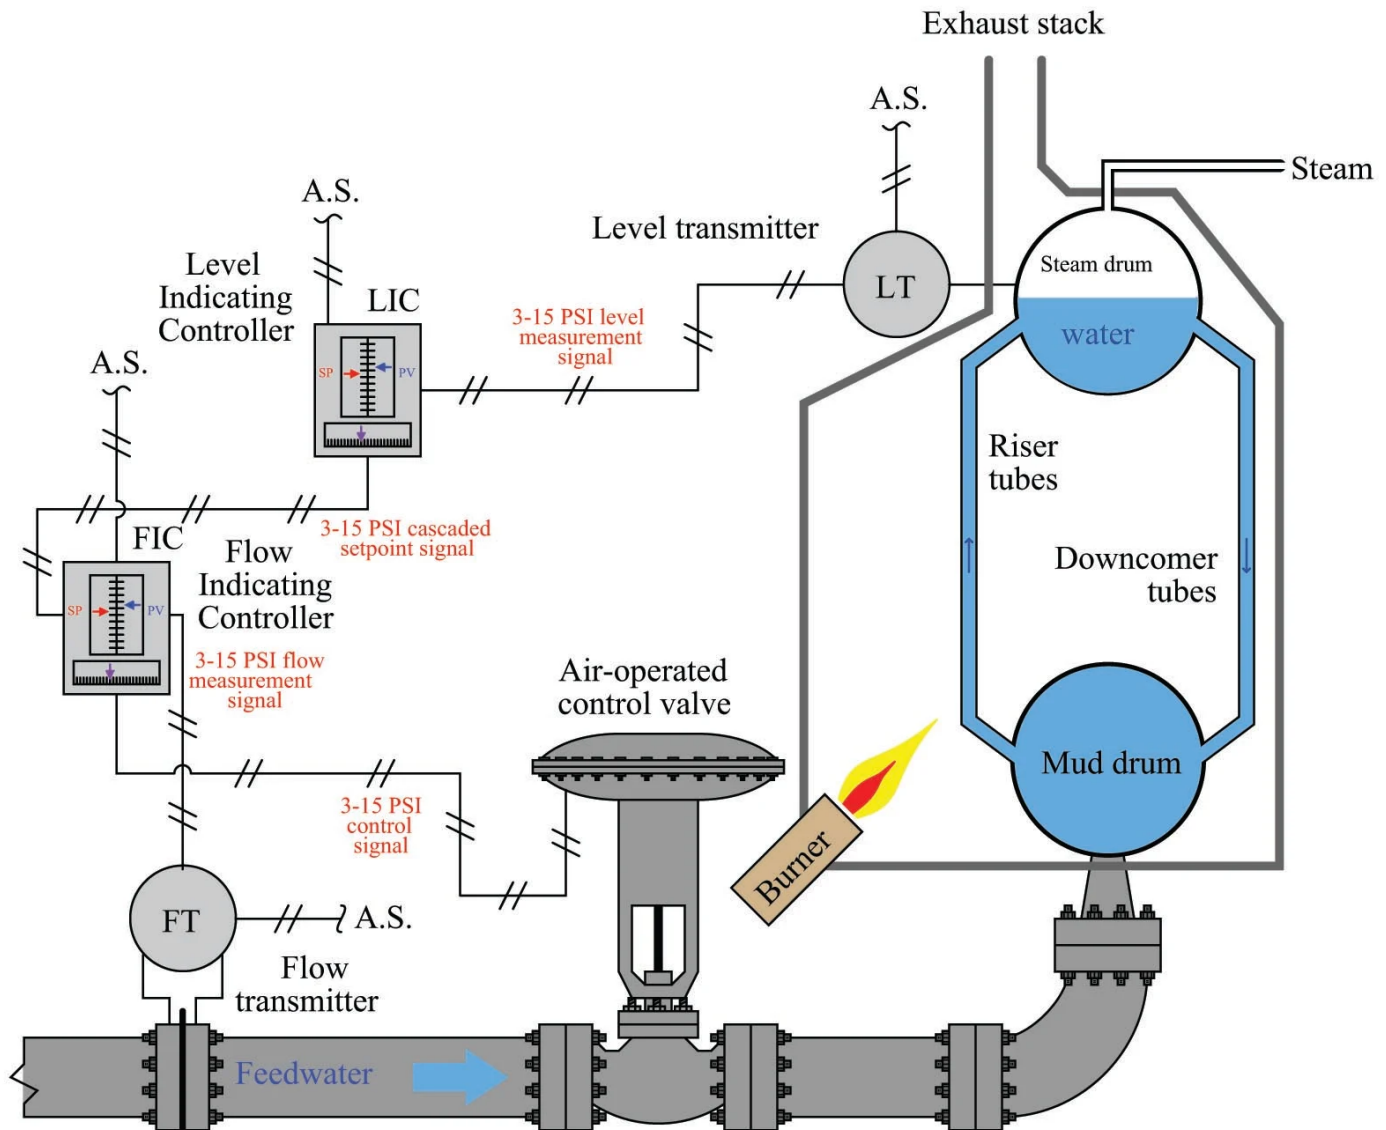 Exhaust stack
A.S.
Steam
A.S.
Level transmitter
Level
Indicating
Controller
LIC
LT
Steam drum
water
3-15 PSI level
measurement
signal
SP
PV
A.S.
Riser
tubes
3-15 PSI cascaded
setpoint signal
FIC
Flow
Indicating
Controller
Downcomer
tubes
SP
PV
3-15 PSI flow
measurement
signal
Air-operated
control valve
Mud drum
3-15 PSI
control
signal
Burner
FT
A.S.
Flow
transmitter
Feedwater